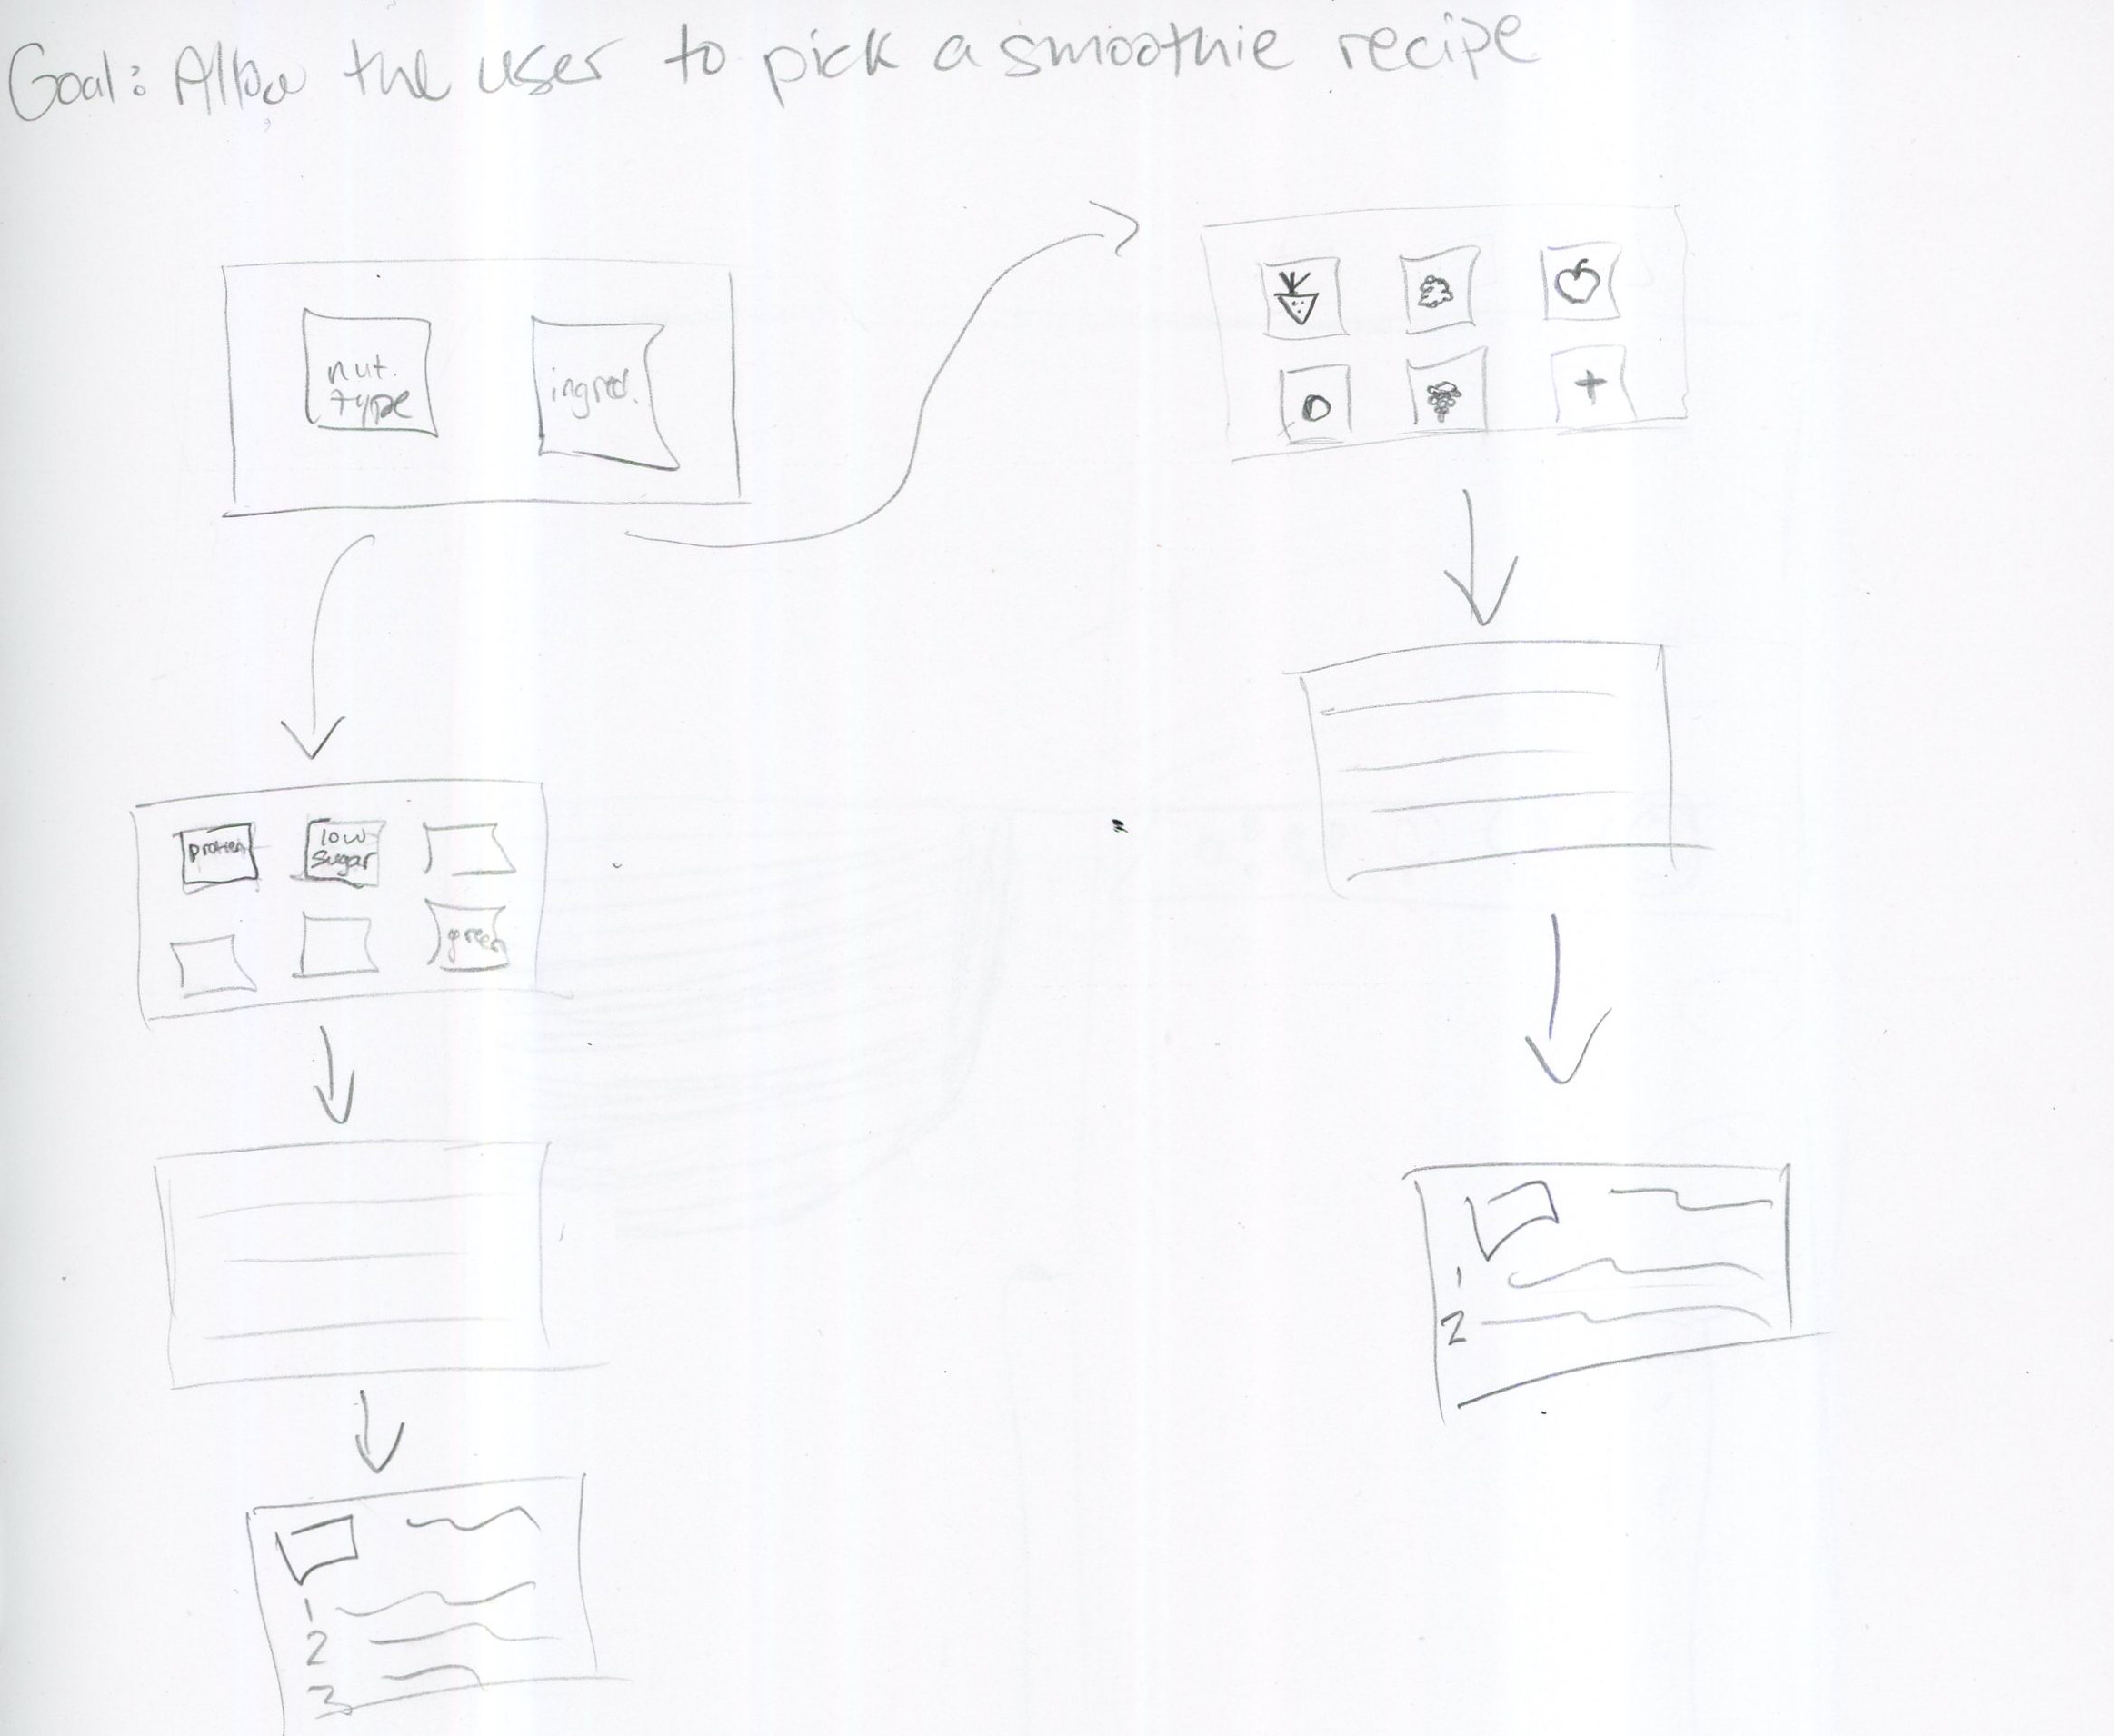 Goal: Allow the user to pick a smoothie recipe
nut.
type
ingred.
+
low
sugar
green
1
2
1
2
3